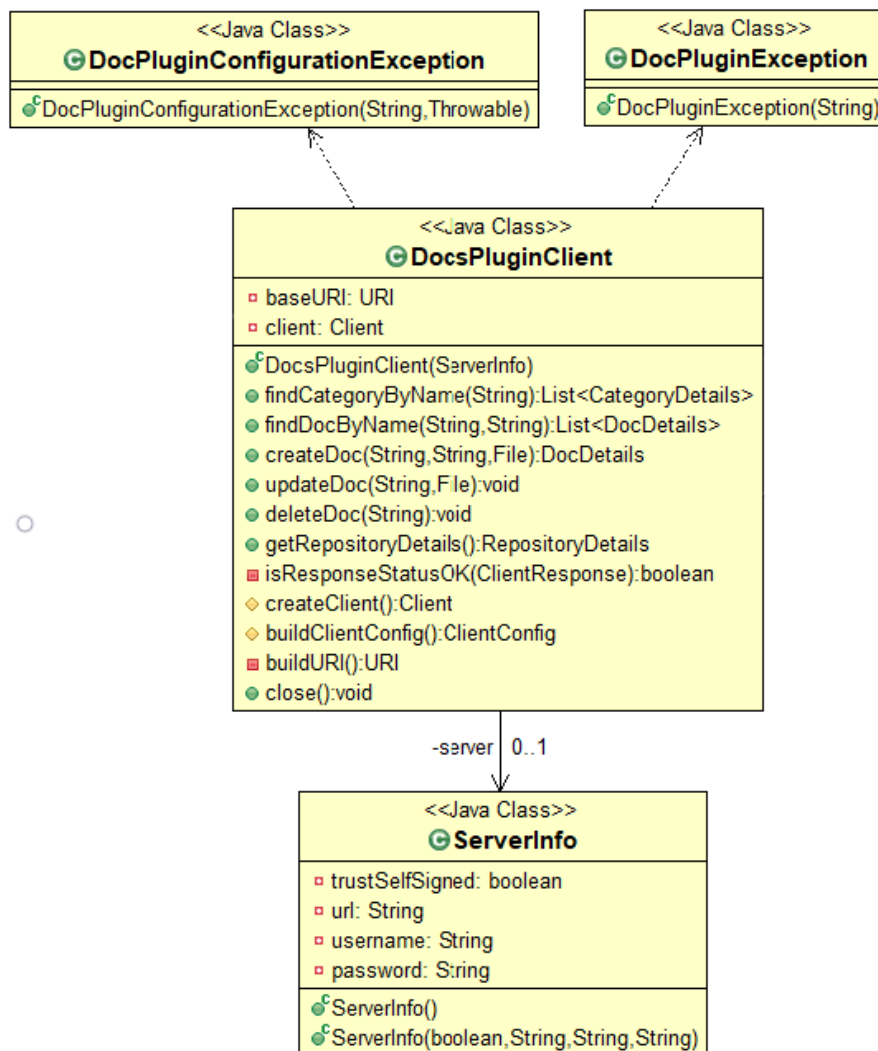 <<Java Class>>
DocPluginConfigurationException
DocPluginConfigurationException(String,Throwable)
<<Java Class>>
DocPluginException
DocPluginException(String)
<<Java Class>>
DocsPluginClient
baseURI: URI
client: Client
DocsPluginClient(ServerInfo)
findCategoryByName(String):List<CategoryDetails>
findDocByName(String,String):List<DocDetails>
createDoc(String,String,File):DocDetails
updateDoc(String,File):void
deleteDoc(String):void
getRepositoryDetails():RepositoryDetails
isResponseStatusOK(ClientResponse):boolean
createClient():Client
buildClientConfig():ClientConfig
buildURI():URI
close():void
-server 0..1
<<Java Class>>
ServerInfo
trustSelfSigned: boolean
url: String
username: String
password: String
ServerInfo()
ServerInfo(boolean,String,String,String)